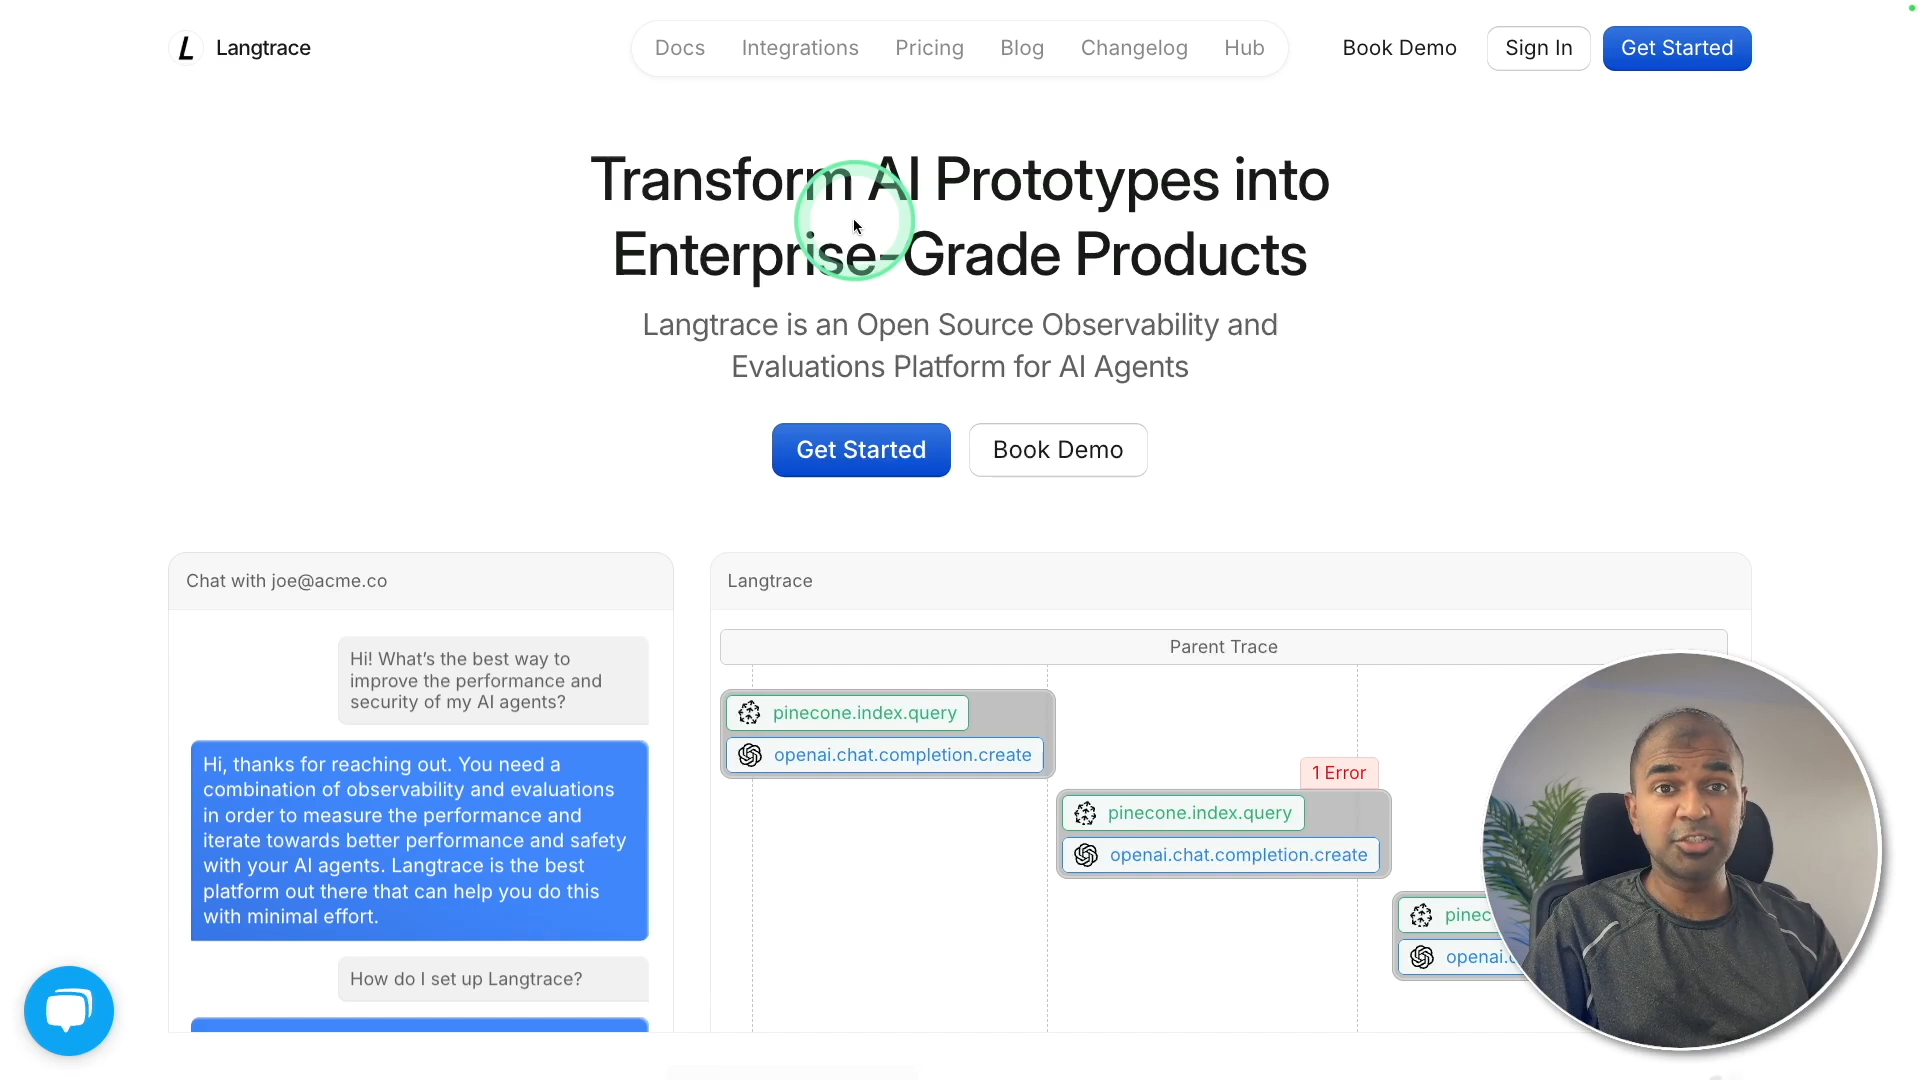 L Langtrace
Docs Integrations Pricing Blog Changelog Hub
Book Demo
Sign In
Get Started
Transform AI Prototypes into
Enterprise-Grade Products
Langtrace is an Open Source Observability and
Evaluations Platform for AI Agents
Get Started
Book Demo
Chat with joe@acme.co
Hi! What's the best way to
improve the performance and
security of my AI agents?
Hi, thanks for reaching out. You need a
combination of observability and evaluations
in order to measure the performance and
iterate towards better performance and safety
with your AI agents. Langtrace is the best
platform out there that can help you do this
with minimal effort.
How do I set up Langtrace?
Langtrace
Parent Trace
pinecone.index.query
openai.chat.completion.create
1 Error
pinecone.index.query
openai.chat.completion.create
pinec
openai.c